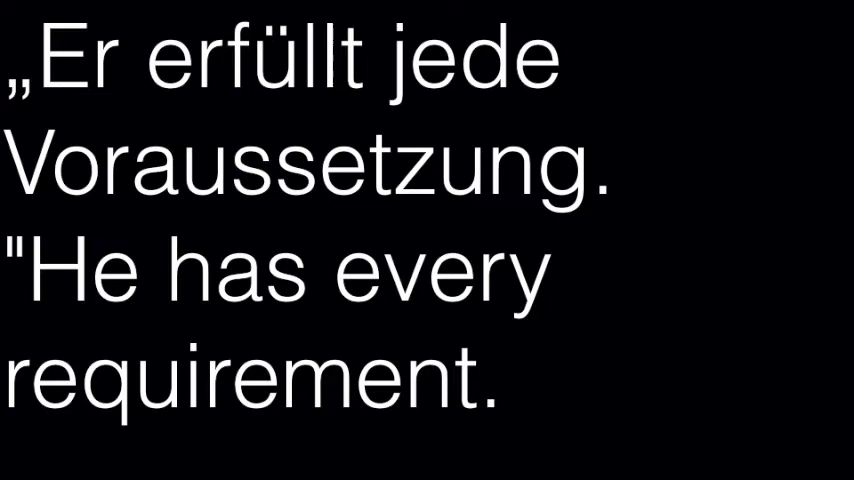 „Er erfüllt jede
Voraussetzung.
"He has every
requirement.